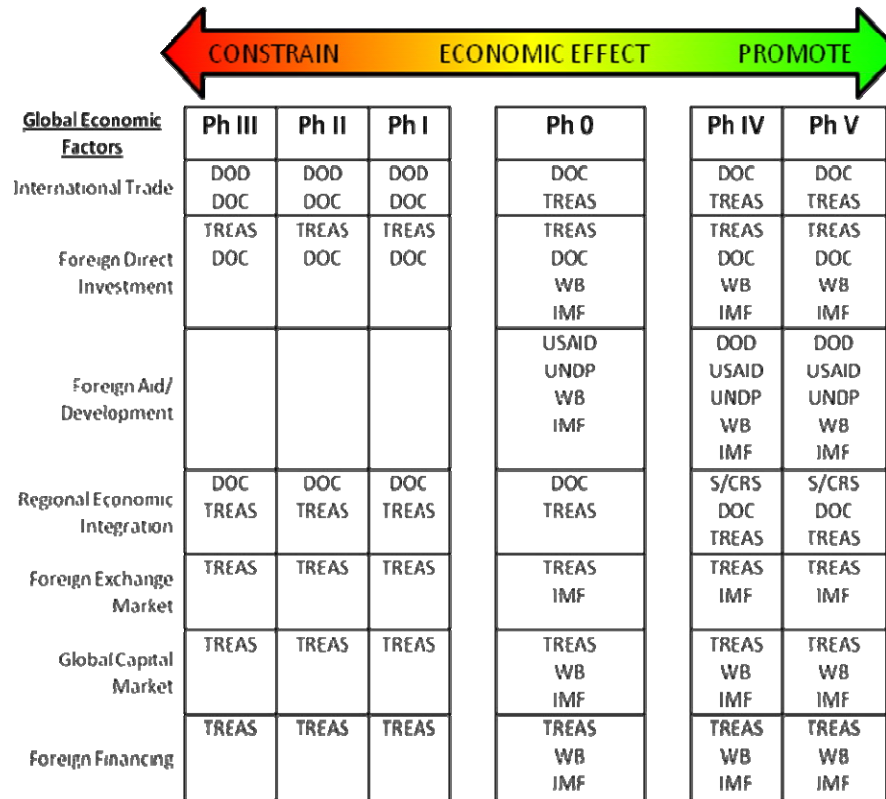 CONSTRAIN ECONOMIC EFFECT PROMOTE
Global Economic Ph III Ph II Ph I Ph 0 Ph IV Ph V
Factors
International Trade DOD DOD DOD DOC DOC DOC
DOC DOC DOC TREAS TREAS TREAS
TREAS TREAS TREAS TREAS TREAS TREAS
Foreign Direct DOC DOC DOC DOC DOC DOC
Investment WB WB WB
IMF IMF IMF
USAID DOD DOD
UNDP USAID USAID
Foreign Aid/ WB UNDP UNDP
Development IMF WB WB
IMF IMF
Regional Economic DOC DOC DOC DOC S/CRS S/CRS
Integration TREAS TREAS TREAS TREAS DOC DOC
TREAS TREAS
Foreign Exchange TREAS TREAS TREAS TREAS TREAS TREAS
Market IMF IMF IMF
Global Capital TREAS TREAS TREAS TREAS TREAS TREAS
Market WB WB WB
IMF IMF IMF
TREAS TREAS TREAS TREAS TREAS TREAS
Foreign Financing WB WB WB
IMF IMF IMF